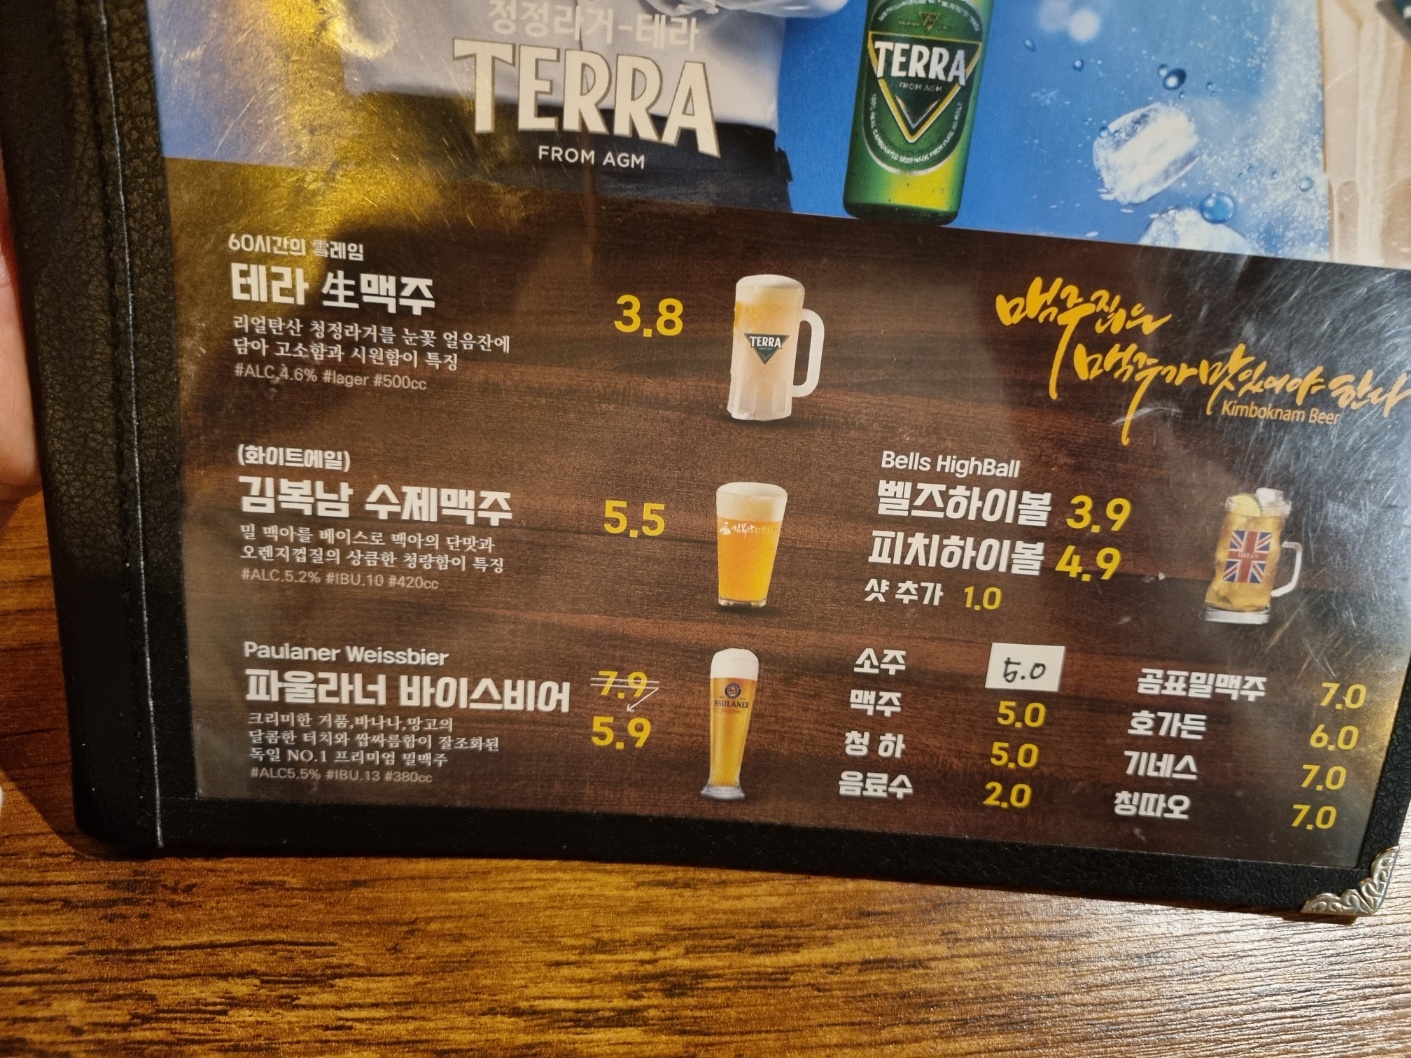 청정라거-테라
TERRA
FROM AGM
TERRA
FROM AGM
60시간의
테라 生맥주
3.8
리얼탄산 청정라거를 눈꽃 얼음잔에
담아 고소함과 시원함이 특징
#ALC.4.6% #lager #500cc
TERRA
맥주집은
맥주가 맛있어야 한다
Kimboknam Beer
(화이트에일)
김복남 수제맥주
5.5
밀 맥아를 베이스로 맥아의 단맛과
오렌지껍질의 상큼한 청량함이 특징
#ALC.5.2% #IBU.10 #420cc
Bells HighBall
벨즈하이볼 3.9
피치하이볼 4.9
샷 추가 1.0
Paulaner Weissbier
파울라너 바이스비어
7.9
5.9
크리미한 거품,바나나,망고의
달콤한 터치와 쌉싸름함이 잘조화된
독일 NO.1 프리미엄 밀맥주
#ALC5.5% #IBU.13 #380cc
PAULANER
소주 5.0
맥주 5.0
청하 5.0
음료수 2.0
곰표밀맥주 7.0
호가든 6.0
기네스 7.0
칭따오 7.0